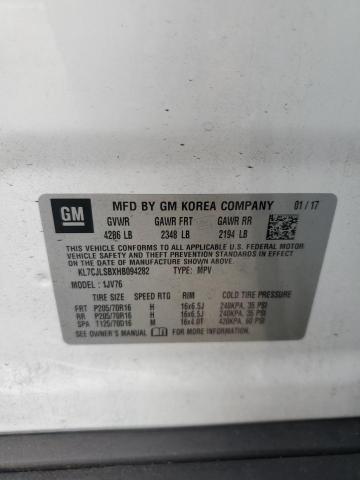 GM MFD BY GM KOREA COMPANY 01/17
GVWR GAWR FRT GAWR RR
4286 LB 2348 LB 2194 LB
THIS VEHICLE CONFORMS TO ALL APPLICABLE
U.S. FEDERAL MOTOR VEHICLE SAFETY, BUMPER, AND THEFT PREVENTION
STANDARDS IN EFFECT ON THE DATE OF MANUFACTURE SHOWN ABOVE.
KL7CJLSBXHB094282 TYPE: MPV
MODEL: 1JV76
TIRE SIZE SPEED RTG RIM COLD TIRE PRESSURE
FRT P205/70R16 H 16x6.5J 240KPA, 35 PSI
RR P205/70R16 H 16x6.5J 240KPA, 35 PSI
SPA T125/70D16 M 16x4.0T 420KPA, 60 PSI
SEE OWNER'S MANUAL FOR ADDITIONAL INFORMATION.